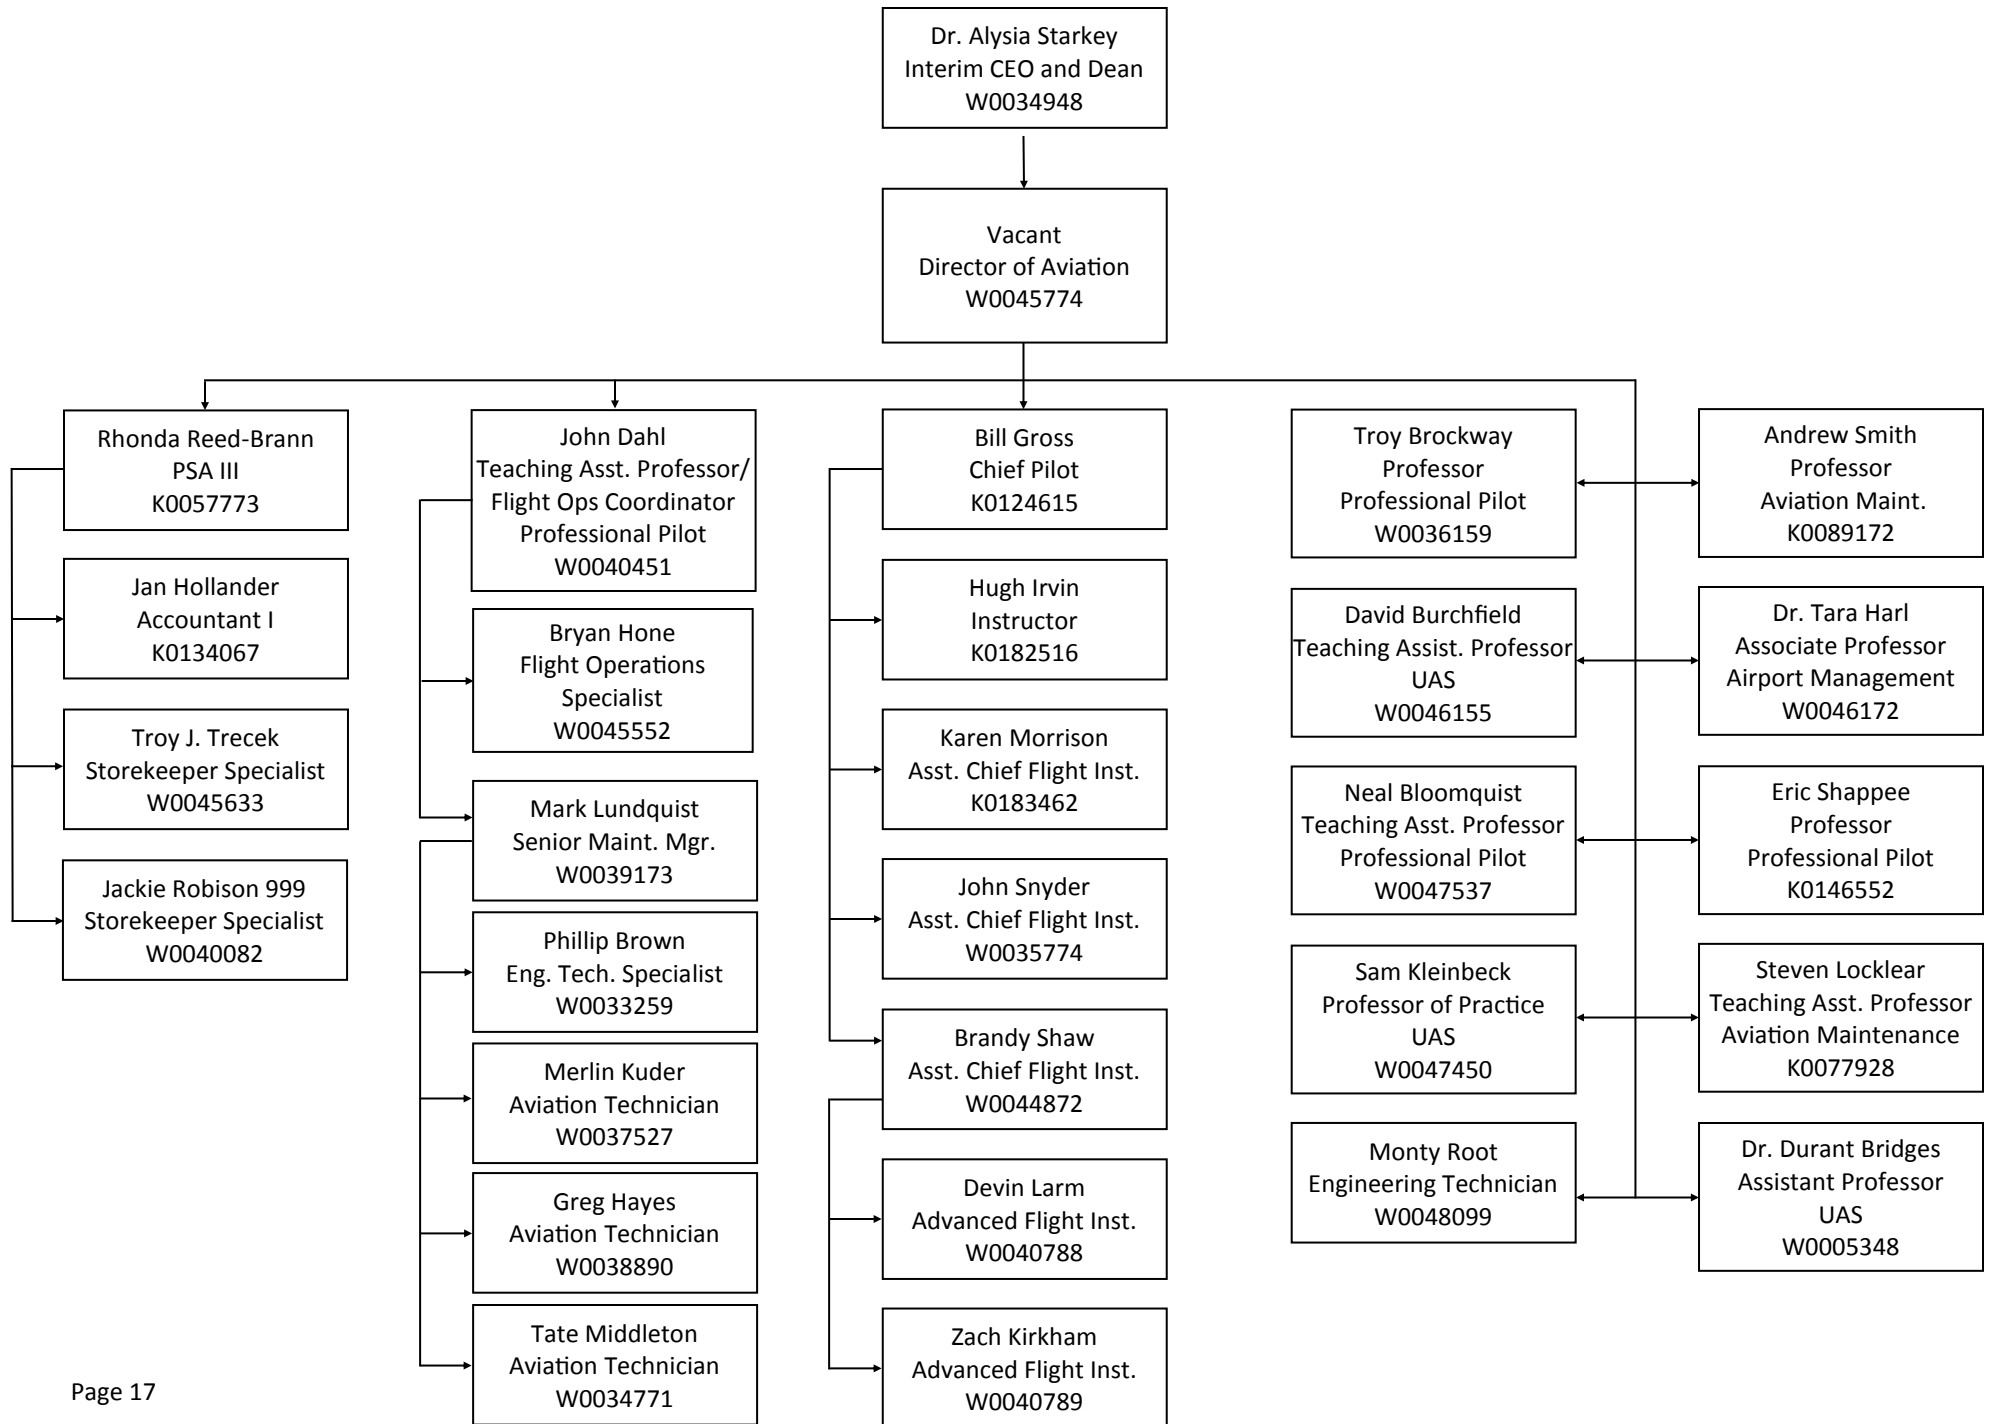 Dr. Alysia Starkey
Interim CEO and Dean
W0034948
Vacant
Director of Aviation
W0045774
Rhonda Reed-Brann
PSA III
K0057773
Jan Hollander
Accountant I
K0134067
Troy J. Trecek
Storekeeper Specialist
W0045633
Jackie Robison 999
Storekeeper Specialist
W0040082
John Dahl
Teaching Asst. Professor/
Flight Ops Coordinator
Professional Pilot
W0040451
Bryan Hone
Flight Operations
Specialist
W0045552
Mark Lundquist
Senior Maint. Mgr.
W0039173
Phillip Brown
Eng. Tech. Specialist
W0033259
Merlin Kuder
Aviation Technician
W0037527
Greg Hayes
Aviation Technician
W0038890
Tate Middleton
Aviation Technician
W0034771
Bill Gross
Chief Pilot
K0124615
Hugh Irvin
Instructor
K0182516
Karen Morrison
Asst. Chief Flight Inst.
K0183462
John Snyder
Asst. Chief Flight Inst.
W0035774
Brandy Shaw
Asst. Chief Flight Inst.
W0044872
Devin Larm
Advanced Flight Inst.
W0040788
Zach Kirkham
Advanced Flight Inst.
W0040789
Troy Brockway
Professor
Professional Pilot
W0036159
David Burchfield
Teaching Assist. Professor
UAS
W0046155
Neal Bloomquist
Teaching Asst. Professor
Professional Pilot
W0047537
Sam Kleinbeck
Professor of Practice
UAS
W0047450
Monty Root
Engineering Technician
W0048099
Andrew Smith
Professor
Aviation Maint.
K0089172
Dr. Tara Harl
Associate Professor
Airport Management
W0046172
Eric Shappee
Professor
Professional Pilot
K0146552
Steven Locklear
Teaching Asst. Professor
Aviation Maintenance
K0077928
Dr. Durant Bridges
Assistant Professor
UAS
W0005348
Page 17